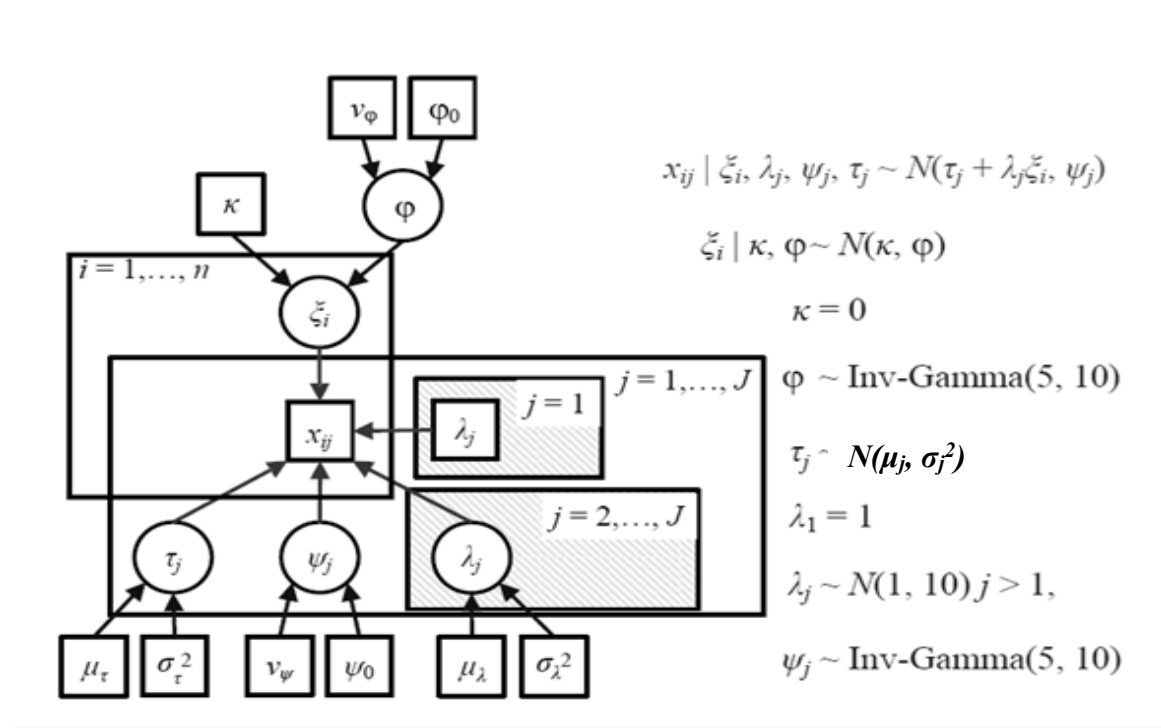 νφ φ0
κ φ
i = 1,…, n
ξi
j = 1,…, J
j = 1
xij λj
j = 2,…, J
τj ψj λj
μτ στ² νψ ψ0 μλ σλ²
xij | ξi, λj, ψj, τj ~ N(τj + λjξi, ψj)
ξi | κ, φ~ N(κ, φ)
κ = 0
φ ~ Inv-Gamma(5, 10)
τj ~ N(μj, σj²)
λ1 = 1
λj ~ N(1, 10) j > 1,
ψj ~ Inv-Gamma(5, 10)